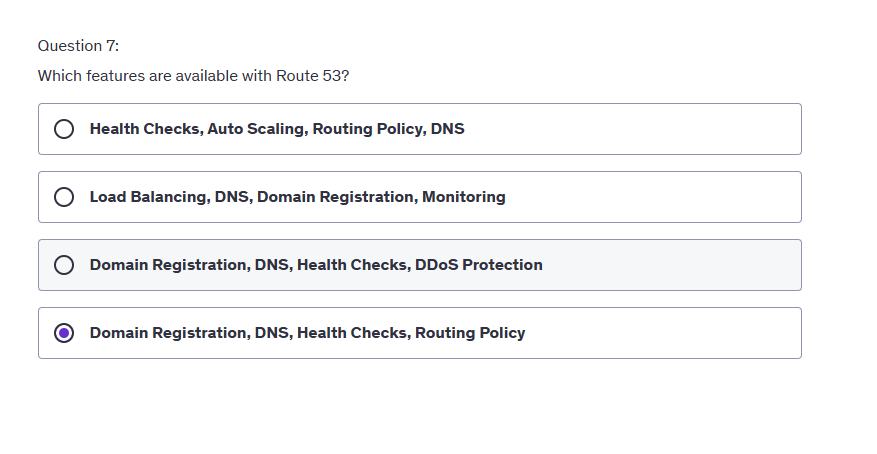 Question 7:
Which features are available with Route 53?
Health Checks, Auto Scaling, Routing Policy, DNS
Load Balancing, DNS, Domain Registration, Monitoring
Domain Registration, DNS, Health Checks, DDoS Protection
Domain Registration, DNS, Health Checks, Routing Policy